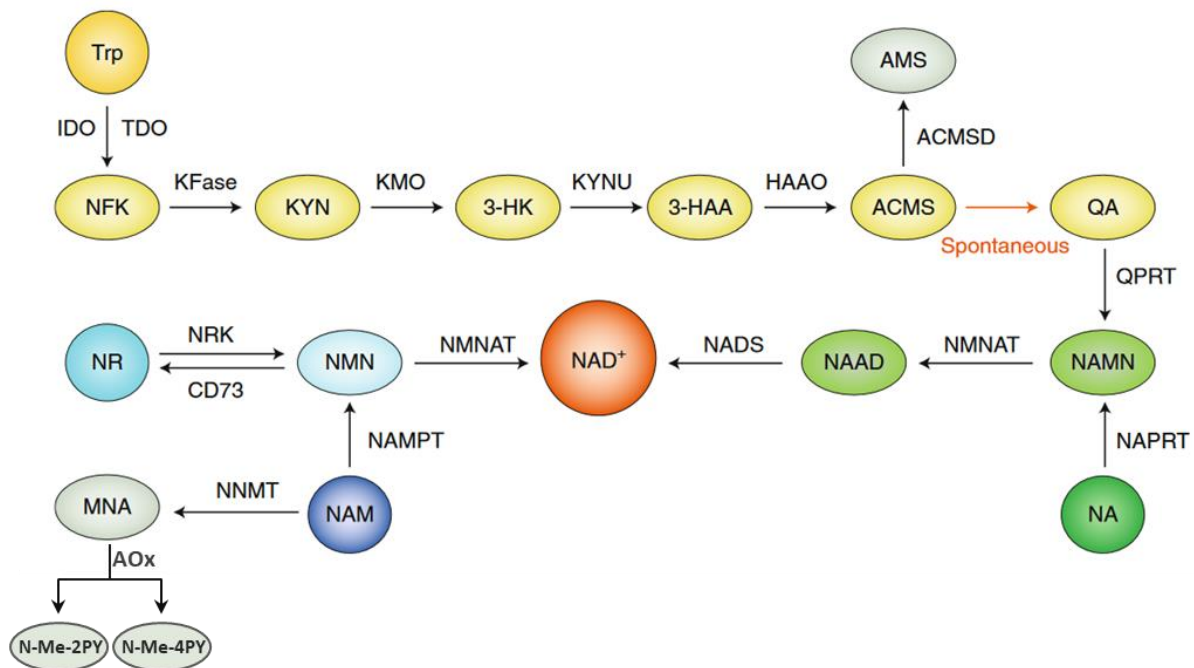 Trp
AMS
IDO TDO
ACMSD
KFase
KMO
KYNU
HAAO
NFK
KYN
3-HK
3-HAA
ACMS
QA
Spontaneous
QPRT
NRK
NR
NMN
NMNAT
NAD+
NADS
NAAD
NMNAT
NAMN
CD73
NAMPT
NAPRT
MNA
NNMT
NAM
NA
AOx
N-Me-2PY
N-Me-4PY